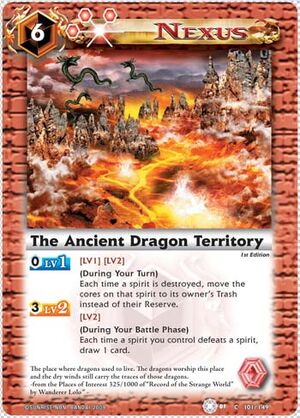 6
NEXUS
The Ancient Dragon Territory
1st Edition
0 LV1
[LV1] [LV2]
(During Your Turn)
Each time a spirit is destroyed, move the
cores on that spirit to its owner's Trash
instead of their Reserve.
3 LV2
[LV2]
(During Your Battle Phase)
Each time a spirit you control defeats a spirit,
draw 1 card.
The place where dragons used to live. The dragons worship this place
and the dry winds still carry the traces of those dragons.
-from the Places of Interest 325/1000 of "Record of the Strange World"
by Wanderer Lolo"
101/149